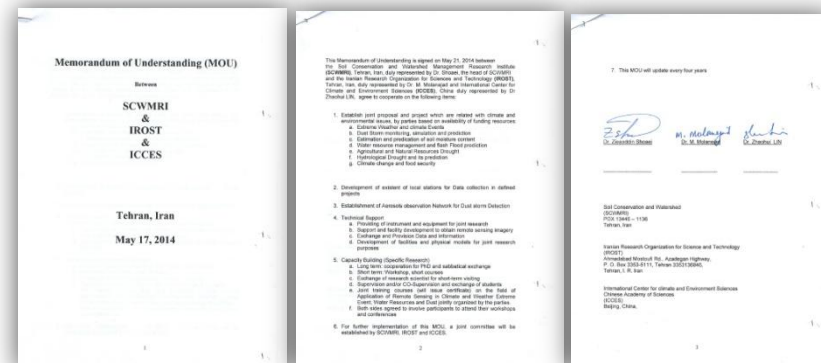 Memorandum of Understanding (MOU)
Between
SCWMRI
&
IROST
&
ICCES
Tehran, Iran
May 17, 2014
1
This Memorandum of Understanding is signed on May 21, 2014 between
the Soil Conservation and Watershed Management Research Institute
(SCWMRI), Tehran, Iran, duly represented by Dr. Shoaei, the head of SCWMRI
and the Iranian Research Organization for Sciences and Technology (IROST),
Tehran, Iran, duly represented by Dr. M. Molanejad and International Center for
Climate and Environment Sciences (ICCES), China duly represented by Dr
Zhaohui LIN, agree to cooperate on the following items:
1. Establish joint proposal and project which are related with climate and
environmental issues, by parties based on availability of funding resources
a. Extreme Weather and climate Events
b. Dust Storm monitoring, simulation and prediction
c. Estimation and predication of soil moisture content
d. Water resource management and flash Flood prediction
e. Agricultural and Natural Resources Drought
f. Hydrological Drought and its prediction
g. Climate change and food security
2. Development of existent of local stations for Data collection in defined
projects
3. Establishment of Aerosols observation Network for Dust storm Detection
4. Technical Support
a. Providing of instrument and equipment for joint research
b. Support and facility development to obtain remote sensing imagery
c. Exchange and Provision Data and information
d. Development of facilities and physical models for joint research
purposes
5. Capacity Building (Specific Research)
a. Long term: cooperation for PhD and sabbatical exchange
b. Short term: Workshop, short courses
c. Exchange of research scientist for short-term visiting
d. Supervision and/or CO-Supervision and exchange of students
e. Joint training courses (will issue certificate) on the field of
Application of Remote Sensing in Climate and Weather Extreme
Event, Water Resources and Dust jointly organized by the parties
f. Both sides agreed to involve participants to attend their workshops
and conferences
6. For further implementation of this MOU, a joint committee will be
established by SCWMRI, IROST and ICCES.
2
7. This MOU will update every four years
M. Molanejad
Dr. Ziaeddin Shoaei
Dr. M. Molanejad
Dr. Zhaohui LIN
Soil Conservation and Watershed
(SCWMRI)
POX 13445 – 1136
Tehran, Iran
Iranian Research Organization for Science and Technology
(IROST)
Ahmadabad Mostoufi Rd., Azadegan Highway,
P. O. Box 3353-5111, Tehran 3353136846,
Tehran, I. R. Iran
International Center for climate and Environment Sciences
Chinese Academy of Sciences
(ICCES)
Beijing, China,
3